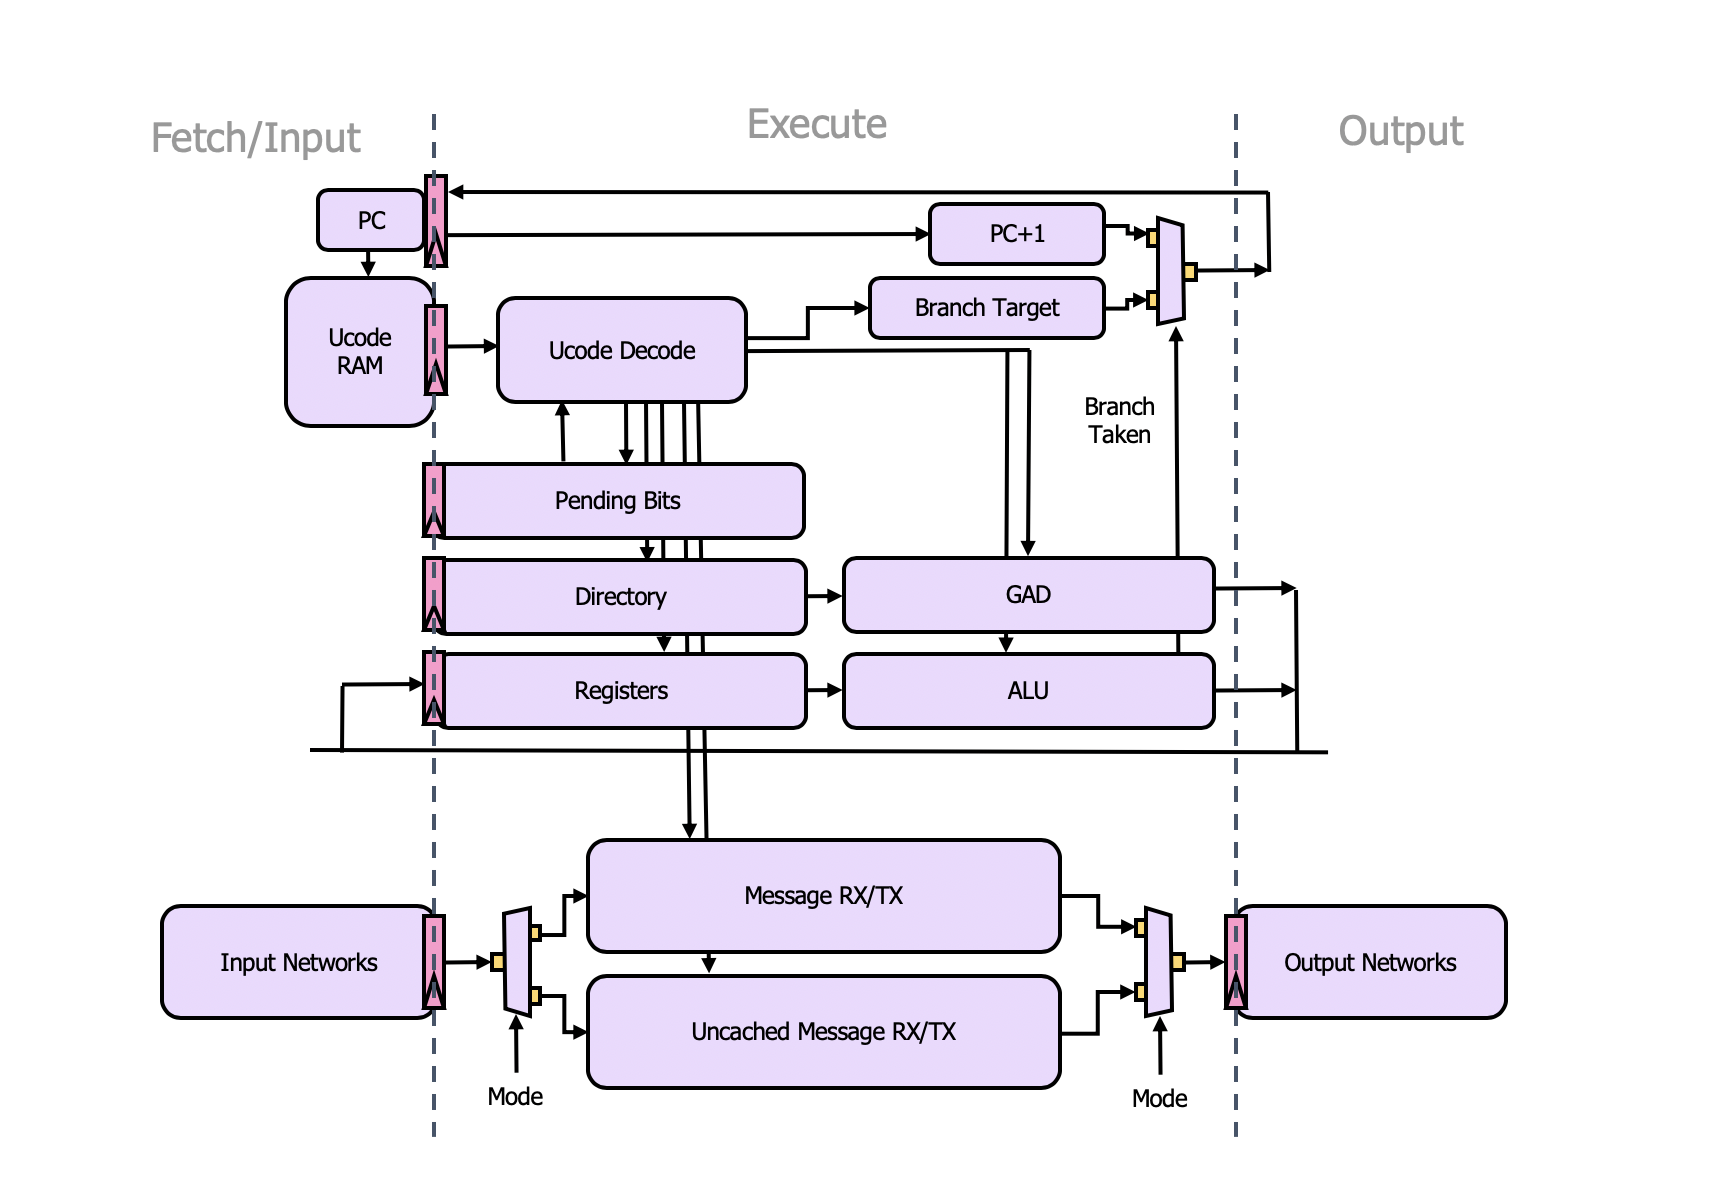 Fetch/Input
Execute
Output
PC
PC+1
Ucode
RAM
Ucode Decode
Branch Target
Branch
Taken
Pending Bits
Directory
GAD
Registers
ALU
Message RX/TX
Input Networks
Output Networks
Uncached Message RX/TX
Mode
Mode